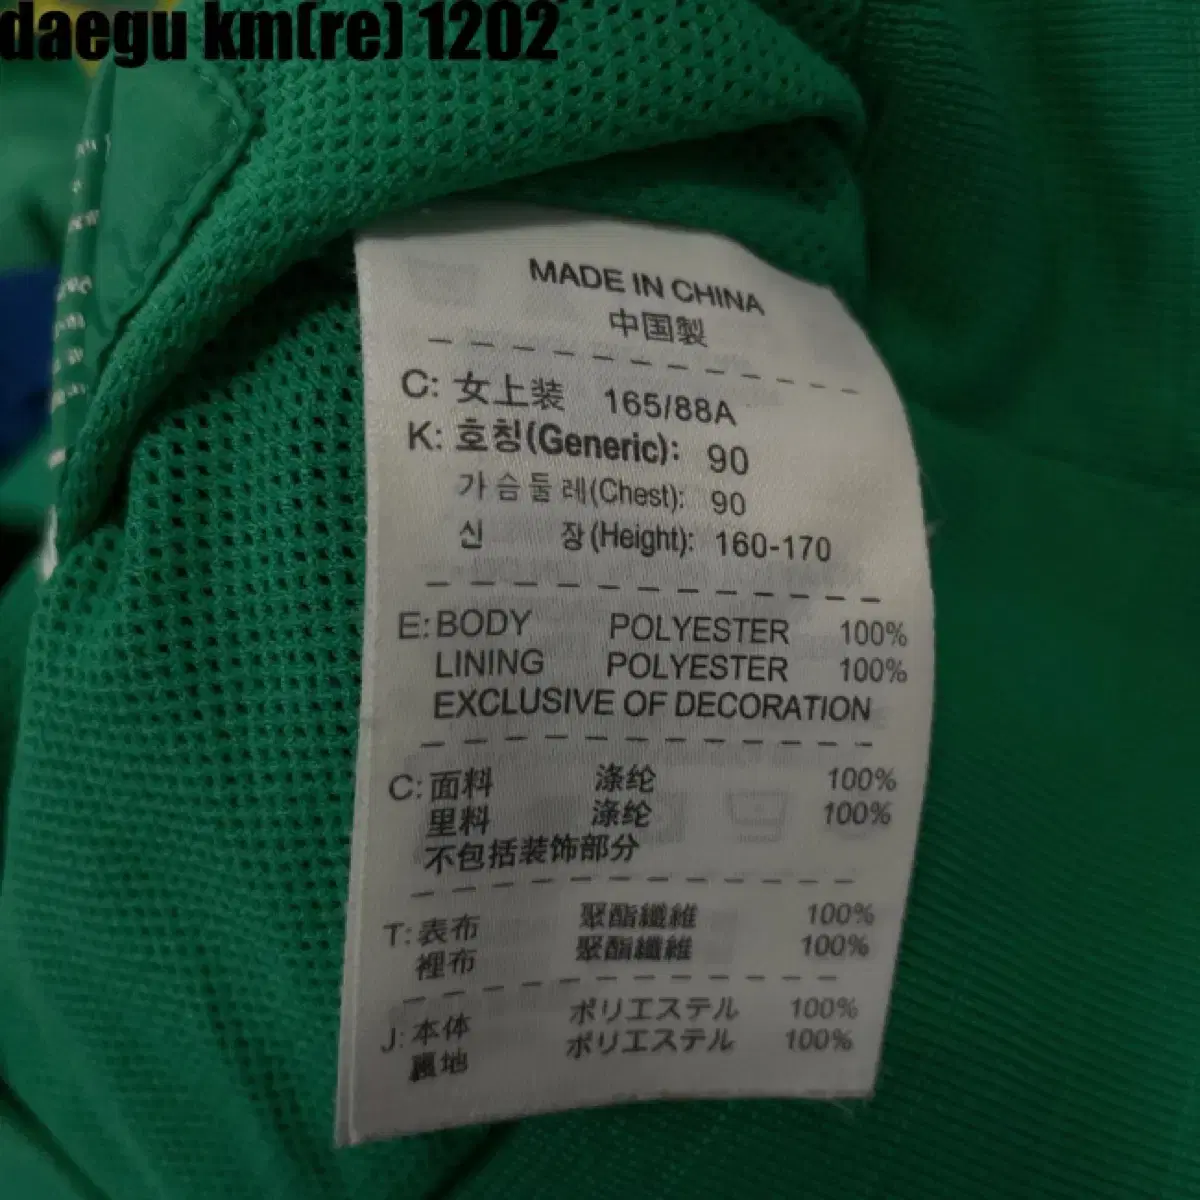 daegu km(re) 1202
MADE IN CHINA
中国製
C: 女上装 165/88A
K: 호칭(Generic): 90
가슴둘레(Chest): 90
신 장(Height): 160-170
E: BODY POLYESTER 100%
LINING POLYESTER 100%
EXCLUSIVE OF DECORATION
C: 面料 涤纶 100%
里料 涤纶 100%
不包括装饰部分
T: 表布 聚酯纖維 100%
裡布 聚酯纖維 100%
J: 本体 ポリエステル 100%
裏地 ポリエステル 100%